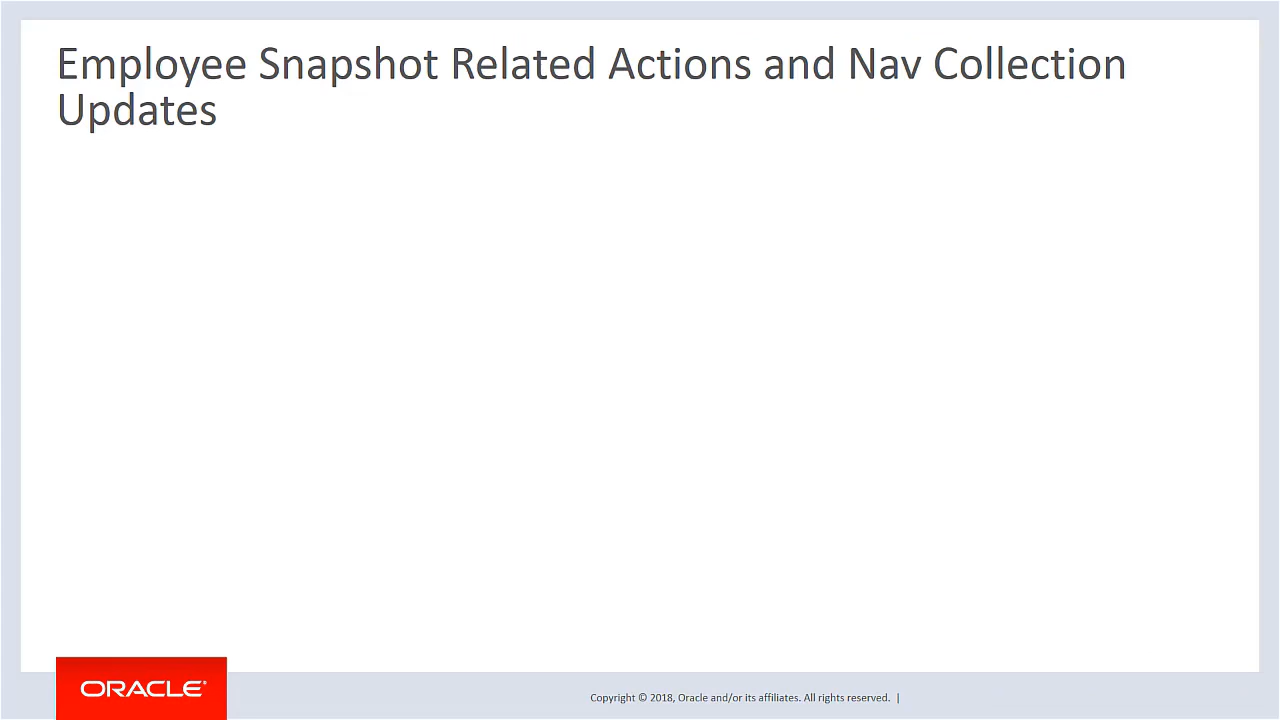 Employee Snapshot Related Actions and Nav Collection
Updates
ORACLE®
Copyright © 2018, Oracle and/or its affiliates. All rights reserved. |